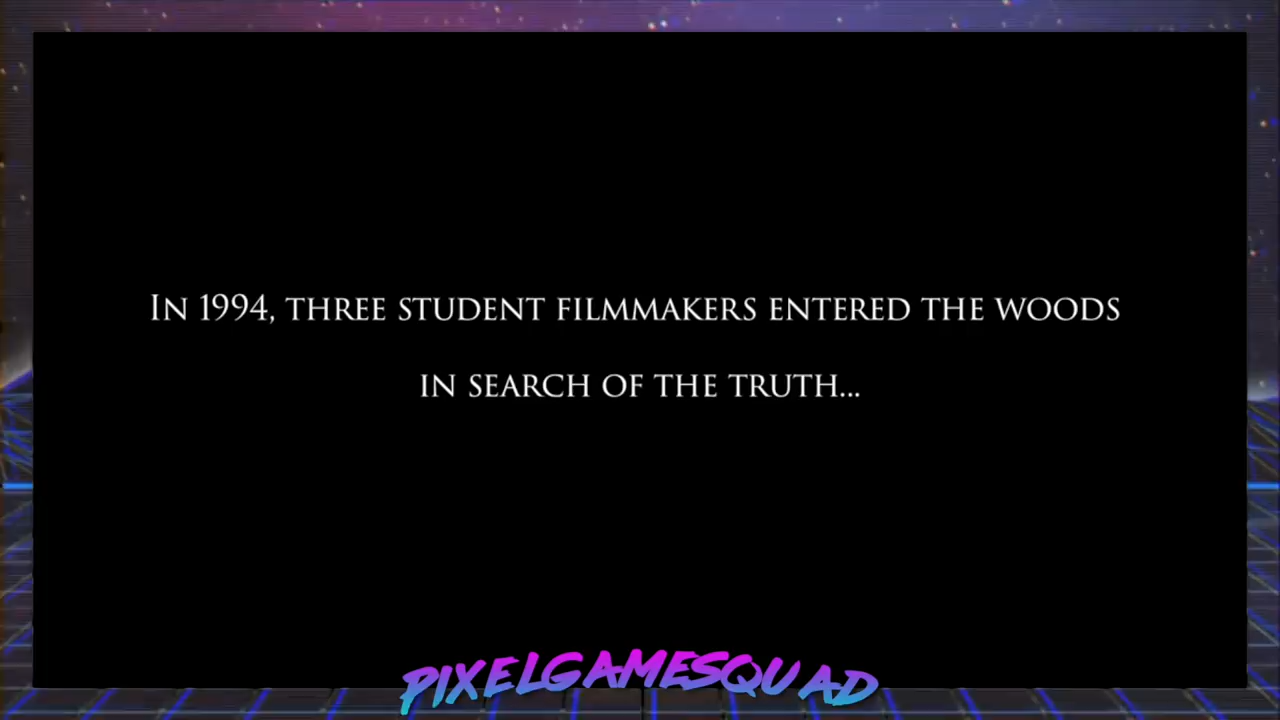 In 1994, three student filmmakers entered the woods
in search of the truth...
PIXELGAMESQUAD